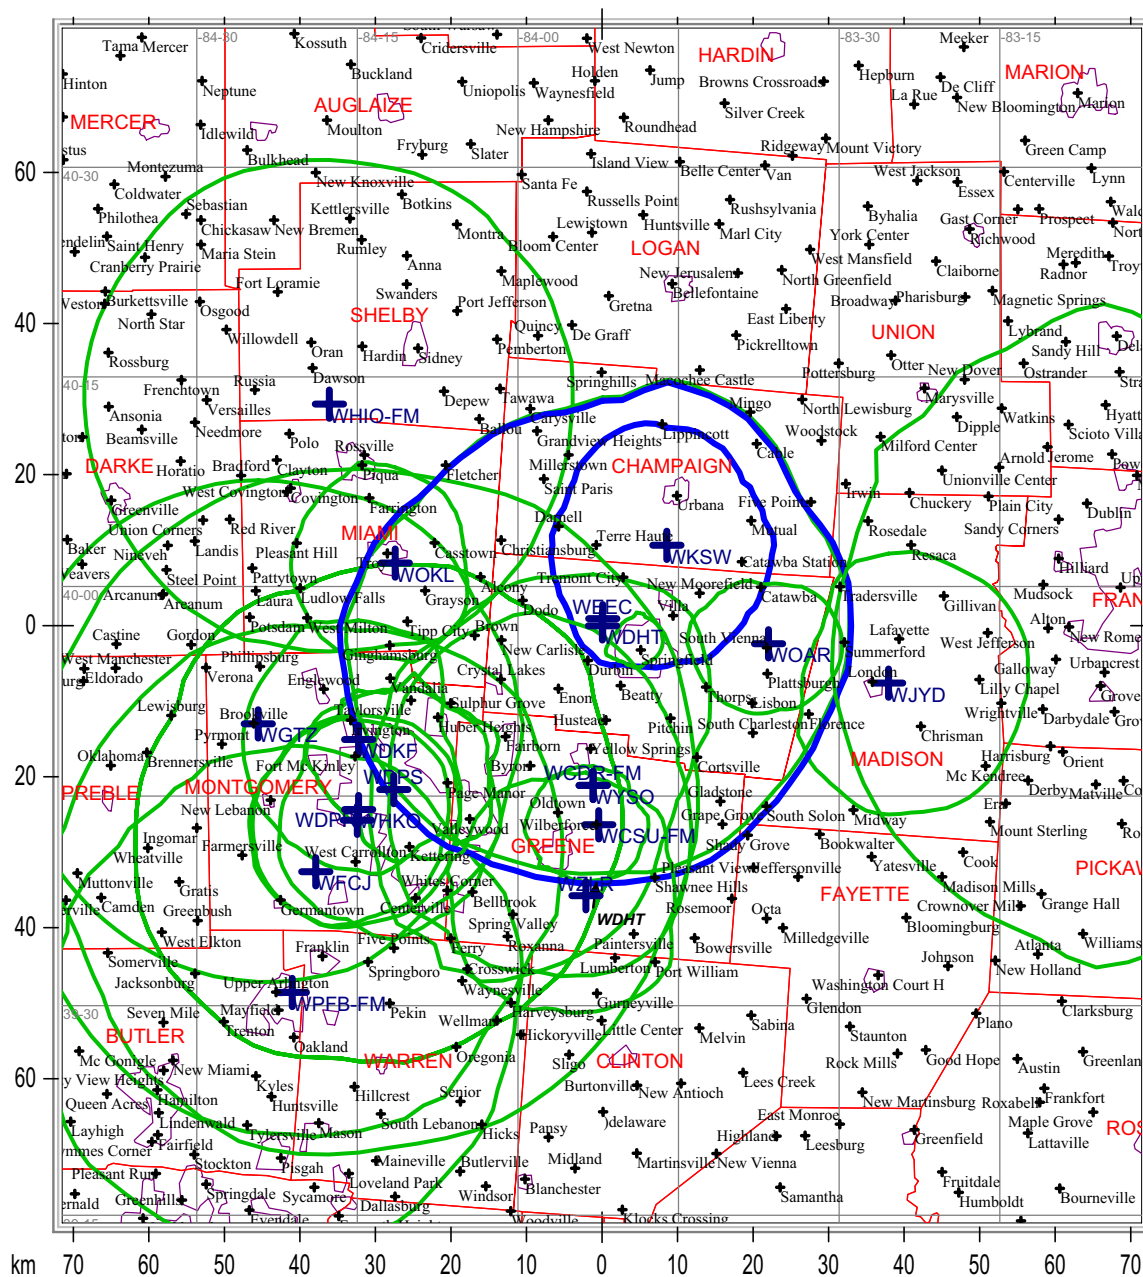 -84-30
-84-15
-84-00
-83-30
-83-15
Tama Mercer
Kossuth
Cridersville
West Newton
HARDIN
Meeker
Hinton
Neptune
Buckland
Uniopolis
Waynesfield
Holden
Jump
Browns Crossroads
Hepburn
De Cliff
MARION
La Rue
New Bloomington
Marion
MERCER
AUGLAIZE
Silver Creek
Idlewild
Moulton
New Hampshire
Roundhead
Bulkhead
Fryburg
Slater
Island View
Ridgeway
Mount Victory
Green Camp
Montezuma
Belle Center
Van
West Jackson
Centerville
Lynn
60
40-30
Coldwater
New Knoxville
Santa Fe
Essex
Philothea
Sebastian
Kettlersville
Botkins
Russells Point
Rushsylvania
Byhalia
Gast Corner
Prospect
Chickasaw
New Bremen
Lewistown
Huntsville
Marl City
York Center
Richwood
Saint Henry
Maria Stein
Rumley
Montra
Bloom Center
LOGAN
West Mansfield
Meredith
Cranberry Prairie
Anna
Maplewood
New Jerusalem
North Greenfield
Claiborne
Radnor
Fort Loramie
Swanders
Bellefontaine
Broadway
Pharisburg
Magnetic Springs
Burkettsville
Osgood
Port Jefferson
Gretna
North Star
SHELBY
East Liberty
40
Willowdell
Quincy
De Graff
UNION
Lybrand
Oran
Hardin
Sidney
Pemberton
Pickrelltown
Sandy Hill
Rossburg
Otter
Dawson
Springhills
Macochee Castle
Pottersburg
New Dover
Ostrander
40-15
Frenchtown
Russia
Depew
Tawawa
Marysville
Ansonia
Versailles
WHIO-FM
Carysville
Mingo
North Lewisburg
Watkins
Beamsville
Needmore
Polo
Ballou
Grandview Heights
Lippincott
Woodstock
Dipple
Milford Center
Rossville
Cable
Arnold
Jerome
DARKE
Horatio
Bradford
Clayton
Piqua
Fletcher
Millerstown
CHAMPAIGN
20
West Covington
Covington
Saint Paris
Irwin
Unionville Center
Greenville
Farrington
Urbana
Five Points
Chuckery
Plain City
Dublin
Union Corners
Red River
MIAMI
Darnell
Mutual
Rosedale
Sandy Corners
Baker
Nineveh
Landis
Pleasant Hill
Casstown
Christiansburg
Terre Haute
WKSW
Resaca
Steel Point
Pattytown
WOKL
Catawba Station
Hilliard
40-00
Arcanum
Arcanum
Laura
Ludlow Falls
Grayson
Alcony
Tremont City
New Moorefield
Catawba
Tradersville
Mudsock
Dodo
Villa
Gillivan
0
Castine
Gordon
Potsdam
West Milton
Tipp City
Brown
WDHT
South Vienna
WOAR
Lafayette
West Jefferson
Alton
New Rome
West Manchester
Phillipsburg
Ginghamsburg
New Carlisle
Springfield
Summerford
Galloway
Urbancrest
Eldorado
Verona
Vandalia
Crystal Lakes
Durbin
Plattsburgh
London
WJYD
Lilly Chapel
Englewood
Sulphur Grove
Enon
Beatty
Thorps
Lisbon
Wrightville
Lewisburg
Brookville
Taylorsville
Huber Heights
Hustead
Pitchin
South Charleston
Florence
Darbydale
WGTZ
Pyrmont
WDKF
Fairborn
Yellow Springs
Chrisman
Harrisburg
Orient
Oklahoma
Brennersville
Fort Mc Kinley
Byron
Cortsville
MADISON
Mc Kendree
20
PREBLE
MONTGOMERY
WDPS
WCDR-FM
Gladstone
Derby
Matville
New Lebanon
Page Manor
Oldtown
WYSO
Grape Grove
South Solon
Midway
Ingomar
WHKO
Valleywood
Wilberforce
WCSU-FM
Mount Sterling
Wheatville
Farmersville
West Carrollton
Kettering
GREENE
Shady Grove
Bookwalter
Cook
Muttonville
Gratis
WFCJ
Whites Corner
Pleasant View
Jeffersonville
Yatesville
Madison Mills
WZLR
Shawnee Hills
FAYETTE
Camden
Greenbush
Germantown
Centerville
Bellbrook
WDHT
Rosemoor
Octa
Crownover Mill
Grange Hall
Spring Valley
Bloomingburg
40
West Elkton
Franklin
Five Points
Ferry
Roxanna
Paintersville
Bowersville
Milledgeville
Atlanta
Somerville
Springboro
Crosswick
Lumberton
Port William
Johnson
New Holland
Jacksonburg
Upper Arlington
Waynesville
Washington Court H
WPFB-FM
Gurneyville
Glendon
39-30
Seven Mile
Mayfield
Pekin
Wellman
Harveysburg
Clarksburg
BUTLER
Trenton
Little Center
Sabina
Plano
Oakland
Hickoryville
Melvin
Staunton
Mc Gonigle
WARREN
Oregonia
Sligo
CLINTON
Rock Mills
Good Hope
Austin
60
New Miami
Kyles
Hillcrest
Burtonville
New Antioch
Lees Creek
Queen Acres
Hamilton
Huntsville
Senior
New Martinsburg
Roxabell
Frankfort
Layhigh
Lindenwald
South Lebanon
Hicks
East Monroe
Maple Grove
Fairfield
Tylersville
Mason
Pansy
Highland
Leesburg
Greenfield
Lattaville
Stockton
Pisgah
Maineville
Butlerville
Midland
Martinsville
New Vienna
Pleasant Run
Loveland Park
Blanchester
Fruitdale
Greenhills
Springdale
Sycamore
Dallasburg
Windsor
Samantha
Humboldt
Bourneville
Woodville
Klocks Crossing
km
70
60
50
40
30
20
10
0
10
20
30
40
50
60
70